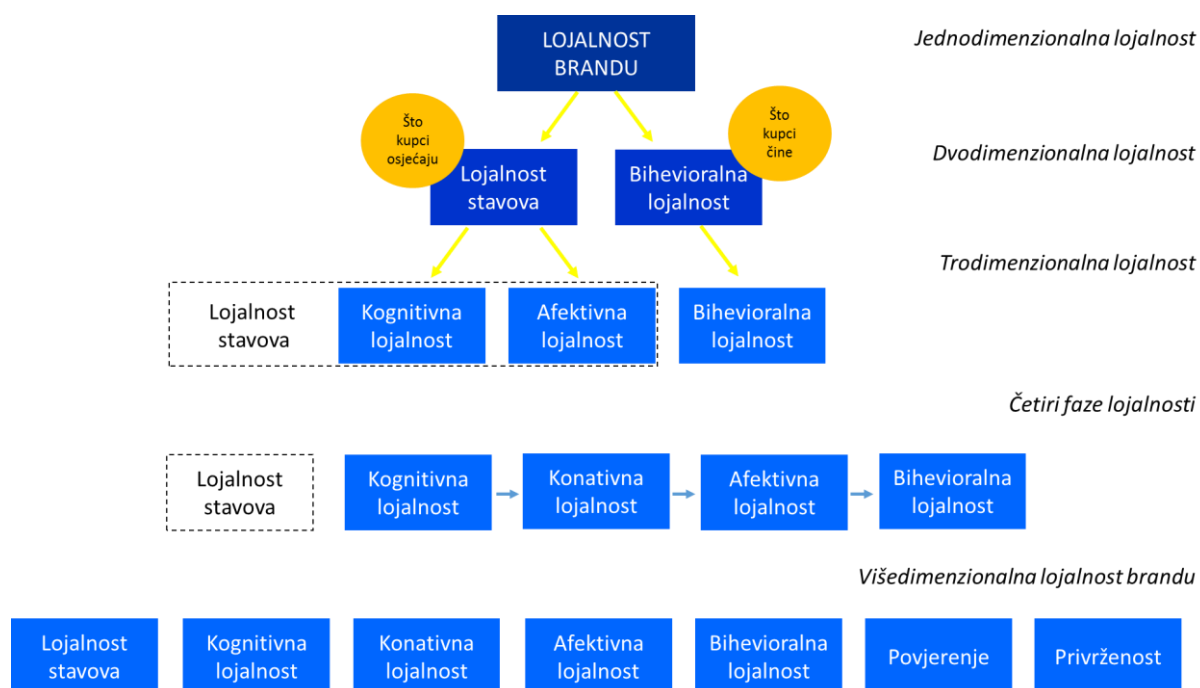 LOJALNOST
BRANDU
Jednodimenzionalna lojalnost
Što
kupci
osjećaju
Što
kupci
čine
Dvodimenzionalna lojalnost
Lojalnost
stavova
Bihevioralna
lojalnost
Trodimenzionalna lojalnost
Lojalnost
stavova
Kognitivna
lojalnost
Afektivna
lojalnost
Bihevioralna
lojalnost
Četiri faze lojalnosti
Lojalnost
stavova
Kognitivna
lojalnost
Konativna
lojalnost
Afektivna
lojalnost
Bihevioralna
lojalnost
Višedimenzionalna lojalnost brandu
Lojalnost
stavova
Kognitivna
lojalnost
Konativna
lojalnost
Afektivna
lojalnost
Bihevioralna
lojalnost
Povjerenje
Privrženost